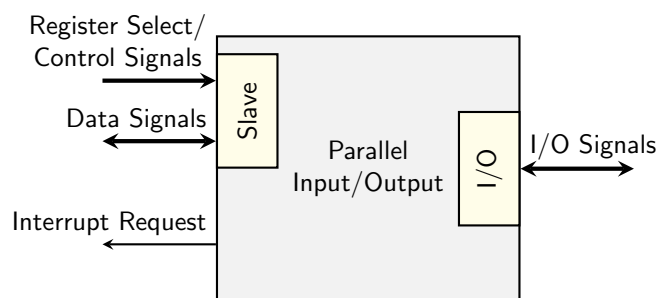 Register Select/
Control Signals
Data Signals
Interrupt Request
Slave
Parallel
Input/Output
I/O
I/O Signals